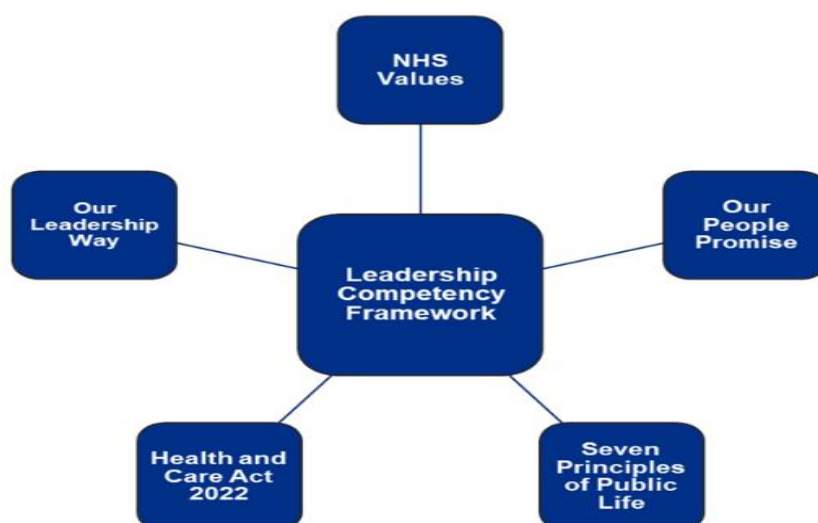 NHS
Values
Our
Leadership
Way
Our
People
Promise
Leadership
Competency
Framework
Health and
Care Act
2022
Seven
Principles
of Public
Life